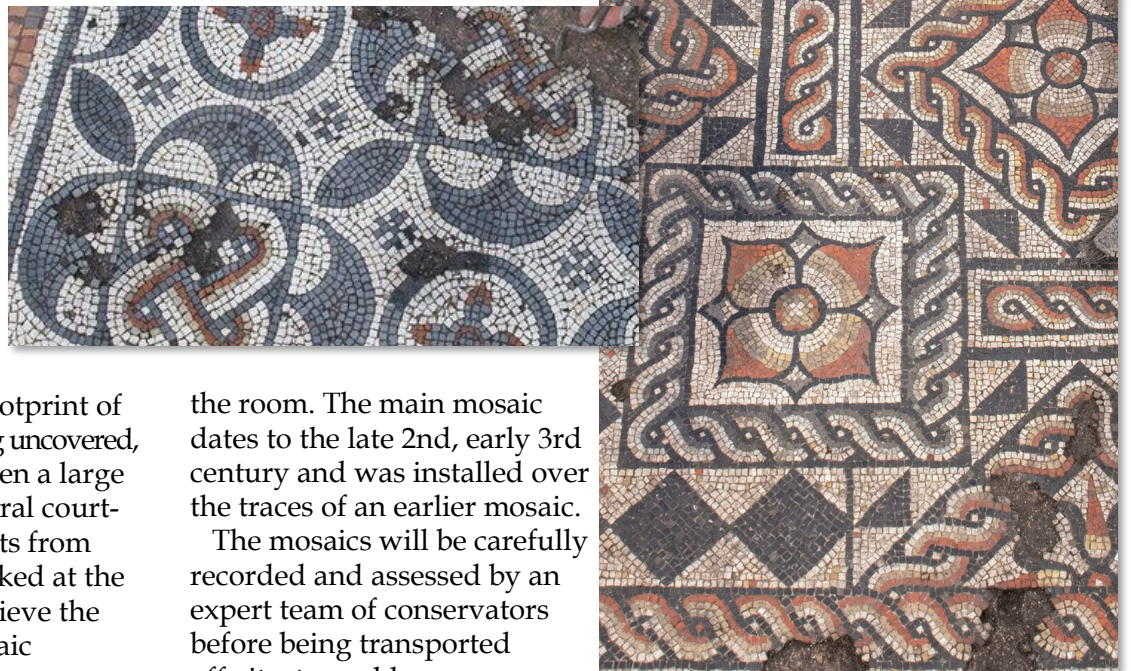 otprint of
uncovered,
en a large
ral court-
ts from
ked at the
ieve the
aic
the room. The main mosaic
dates to the late 2nd, early 3rd
century and was installed over
the traces of an earlier mosaic.
The mosaics will be carefully
recorded and assessed by an
expert team of conservators
before being transported